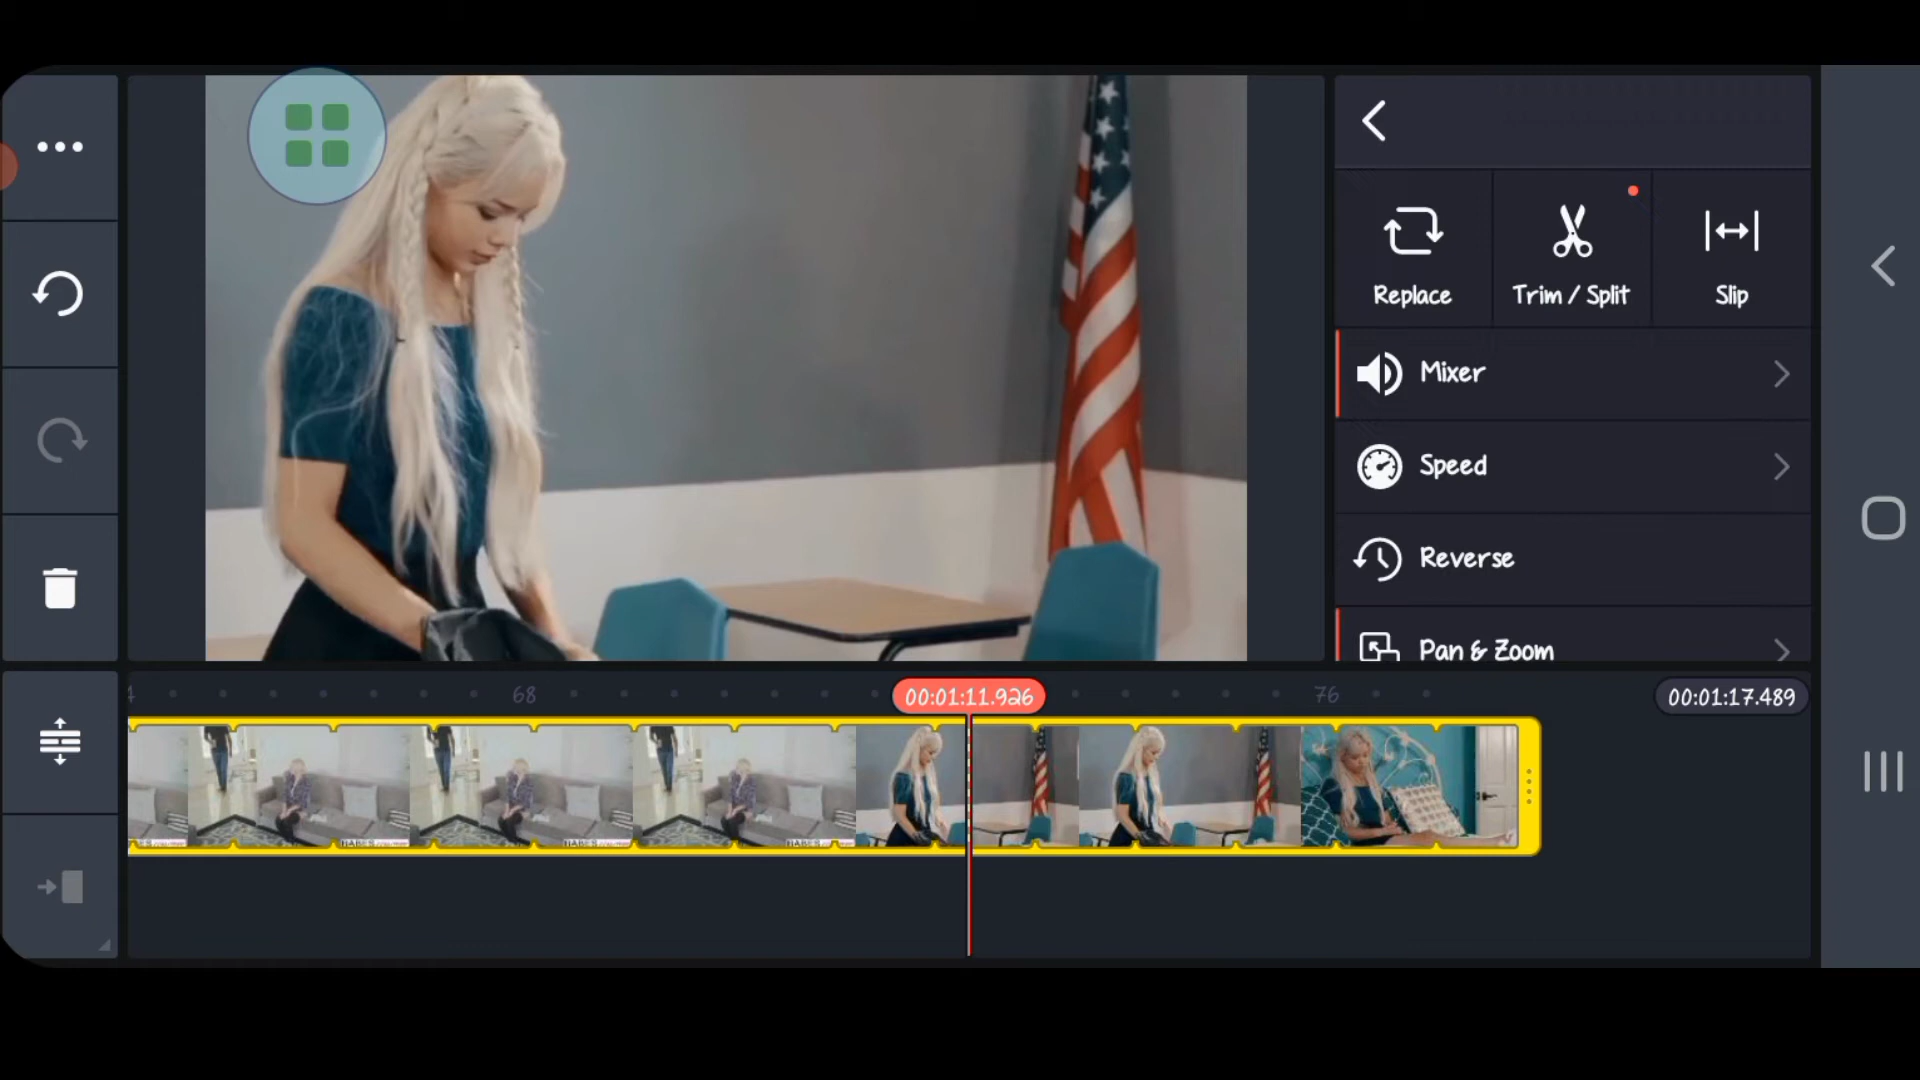 Replace
Trim / Split
Slip
Mixer
Speed
Reverse
Pan & Zoom
4
68
00:01:11.926
76
00:01:17.489